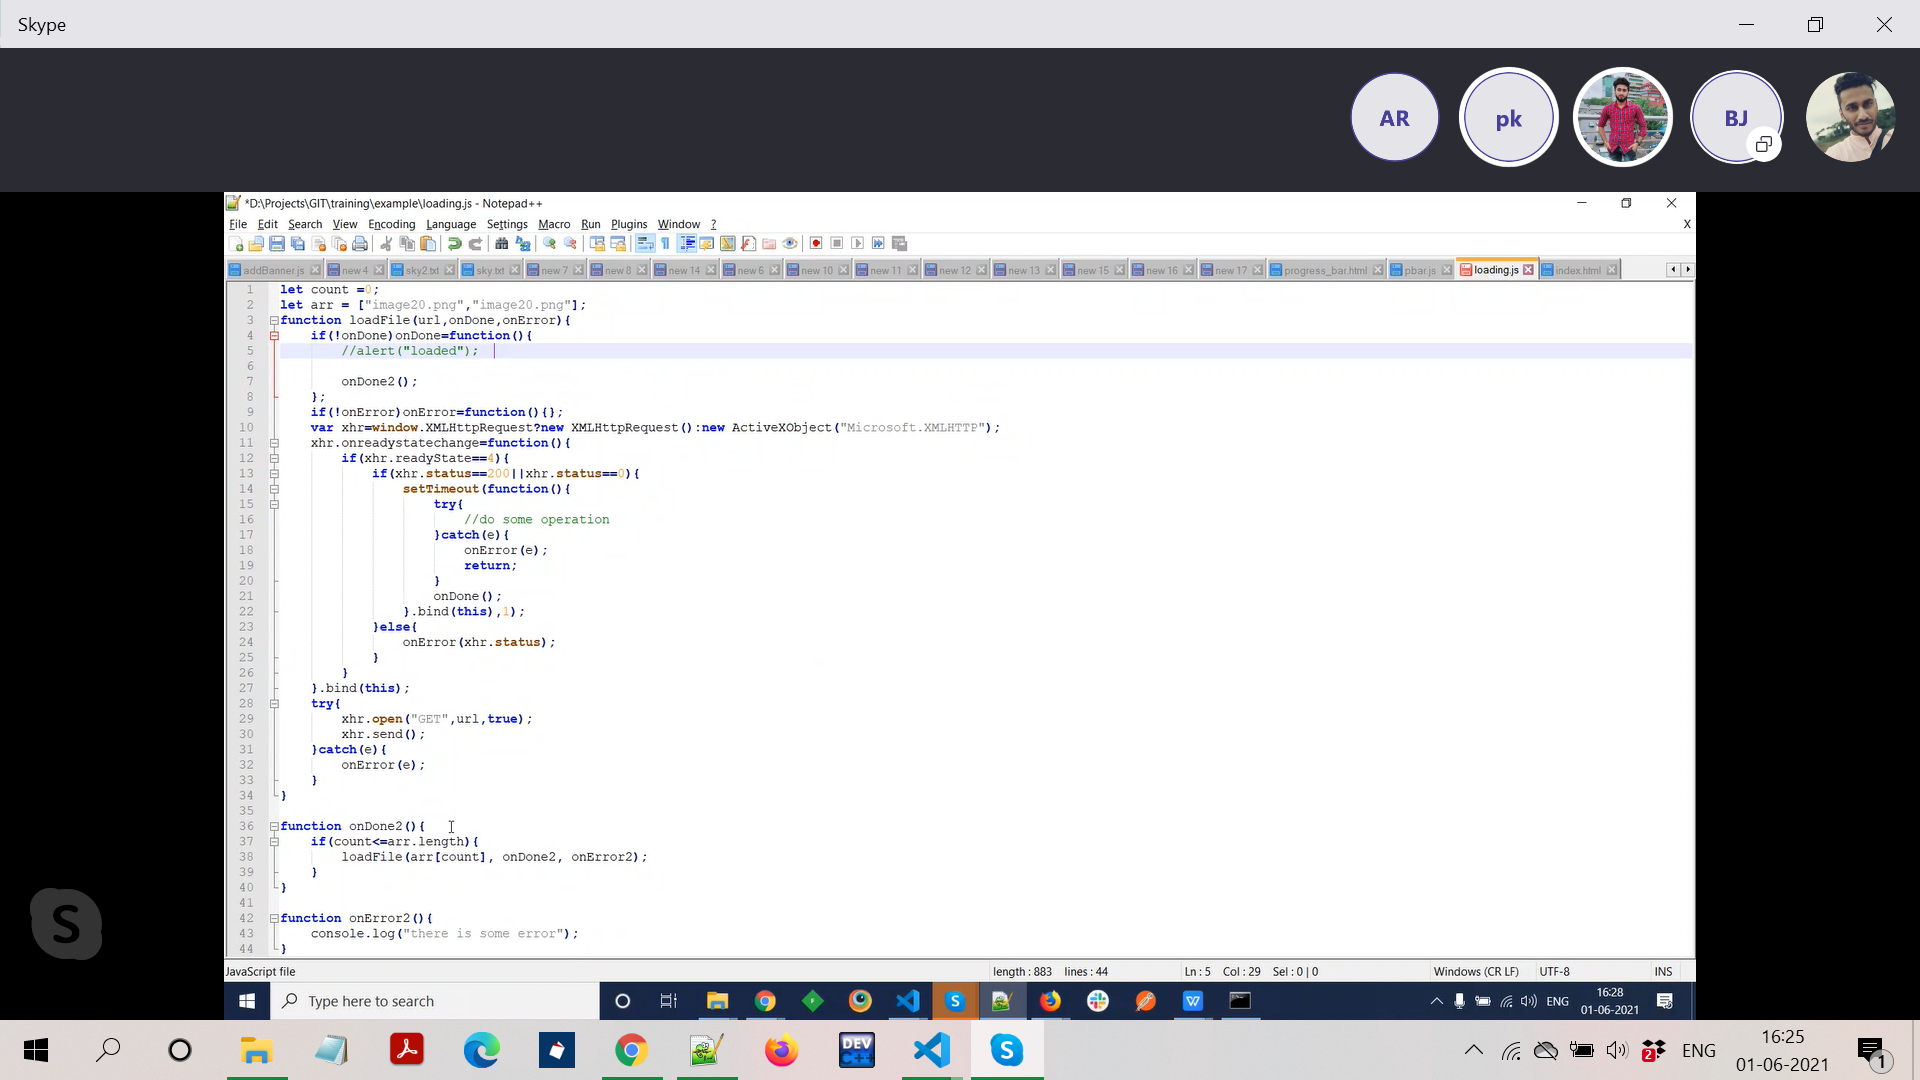 Skype
AR
pk
BJ
*D:\Projects\GIT\training\example\loading.js - Notepad++
File Edit Search View Encoding Language Settings Macro Run Plugins Window ?
X
addBanner.js new 4 sky2.txt sky.txt new 7 new 8 new 14 new 6 new 10 new 11 new 12 new 13 new 15 new 16 new 17 progress_bar.html pbar.js loading.js index.html
1 let count =0;
2 let arr = ["image20.png","image20.png"];
3 function loadFile(url,onDone,onError){
4 if(!onDone)onDone=function(){
5 //alert("loaded");
6
7 onDone2();
8 };
9 if(!onError)onError=function(){};
10 var xhr=window.XMLHttpRequest?new XMLHttpRequest():new ActiveXObject("Microsoft.XMLHTTP");
11 xhr.onreadystatechange=function(){
12 if(xhr.readyState==4){
13 if(xhr.status==200||xhr.status==0){
14 setTimeout(function(){
15 try{
16 //do some operation
17 }catch(e){
18 onError(e);
19 return;
20 }
21 onDone();
22 }.bind(this),1);
23 }else{
24 onError(xhr.status);
25 }
26 }
27 }.bind(this);
28 try{
29 xhr.open("GET",url,true);
30 xhr.send();
31 }catch(e){
32 onError(e);
33 }
34 }
35
36 function onDone2(){
37 if(count<=arr.length){
38 loadFile(arr[count], onDone2, onError2);
39 }
40 }
41
42 function onError2(){
43 console.log("there is some error");
44 }
JavaScript file length : 883 lines : 44 Ln : 5 Col : 29 Sel : 0 | 0 Windows (CR LF) UTF-8 INS
Type here to search
ENG
16:28
01-06-2021
DEV
C++
2
ENG
16:25
01-06-2021
1